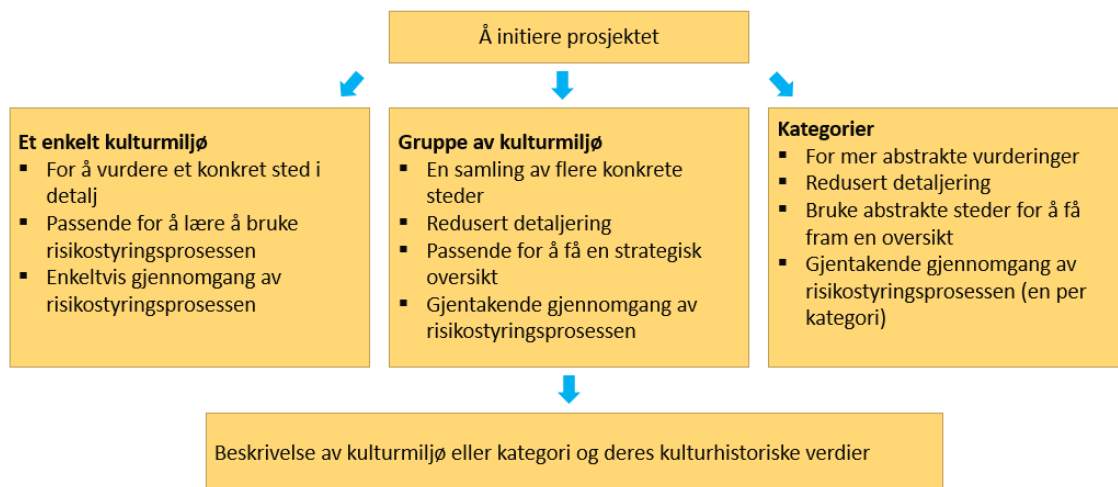 Å initiere prosjektet
Et enkelt kulturmiljø
▪ For å vurdere et konkret sted i
detalj
▪ Passende for å lære å bruke
risikostyringsprosessen
▪ Enkeltvis gjennomgang av
risikostyringsprosessen
Gruppe av kulturmiljø
▪ En samling av flere konkrete
steder
▪ Redusert detaljering
▪ Passende for å få en strategisk
oversikt
▪ Gjentakende gjennomgang av
risikostyringsprosessen
Kategorier
▪ For mer abstrakte vurderinger
▪ Redusert detaljering
▪ Bruke abstrakte steder for å få
fram en oversikt
▪ Gjentakende gjennomgang av
risikostyringsprosessen (en per
kategori)
Beskrivelse av kulturmiljø eller kategori og deres kulturhistoriske verdier